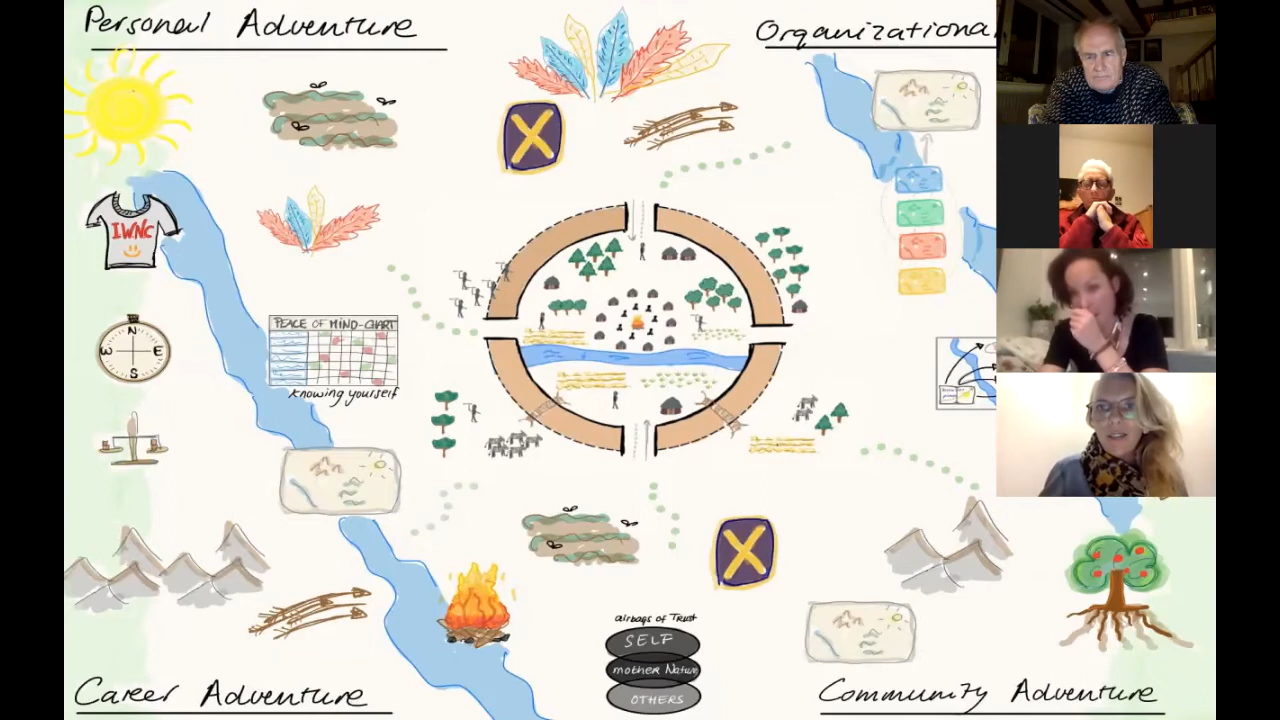 Personal Adventure
Organizational
X
IWNC
N
W E
S
PEACE OF MIND-CHART
Knowing yourself
X
airbags of Trust
SELF
mother Nature
OTHERS
Career Adventure
Community Adventure